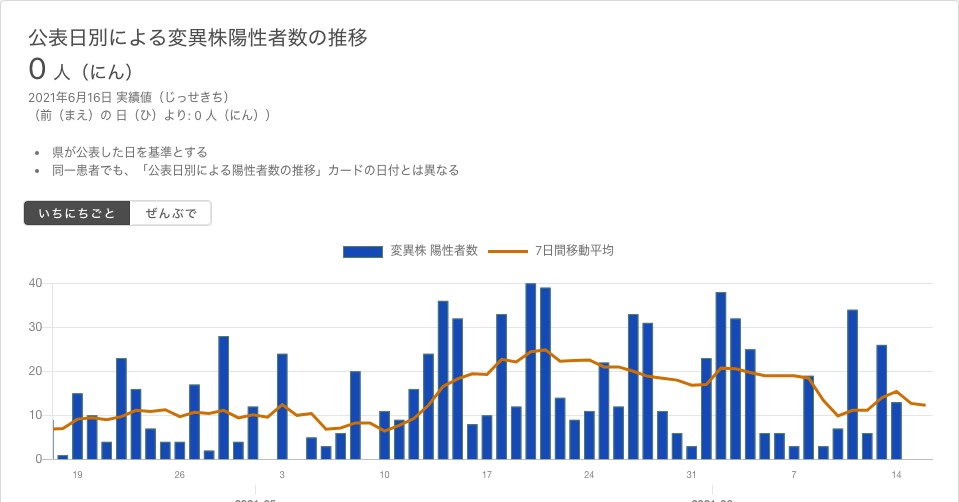 公表日別による変異株陽性者数の推移
0 人（にん）
2021年6月16日 実績値（じっせきち）
（前（まえ）の 日（ひ）より: 0 人（にん））
• 県が公表した日を基準とする
• 同一患者でも、「公表日別による陽性者数の推移」カードの日付とは異なる
いちにちごと ぜんぶで
変異株 陽性者数 7日間移動平均
40
30
20
10
0
19 26 3 10 17 24 31 7 14